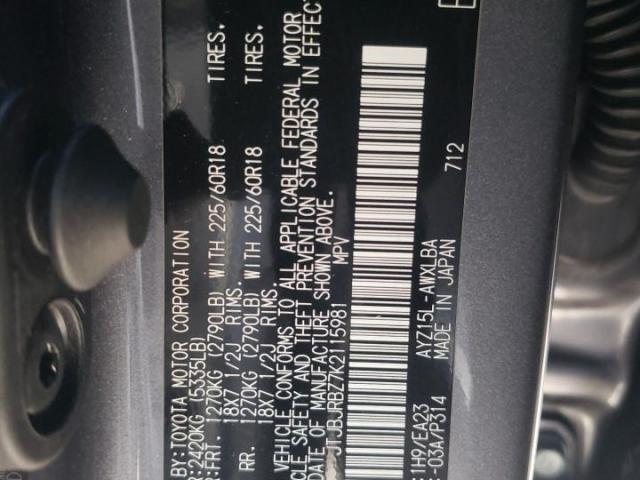 BY:TOYOTA MOTOR CORPORATION
R:2420KG (5335LB)
R:FRT. 1270KG (2790LB) WITH 225/60R18 TIRES.
18X7 1/2J RIMS.
RR. 1270KG (2790LB) WITH 225/60R18 TIRES.
18X7 1/2J RIMS.
VEHICLE CONFORMS TO ALL APPLICABLE FEDERAL MOTOR
SAFETY AND THEFT PREVENTION STANDARDS IN EFFECT
DATE OF MANUFACTURE SHOWN ABOVE.
JTJBJRBZ7K2115981 MPV
:1H9/EA23 AYZ15L-AWXLBA
:-03A/P314 MADE IN JAPAN 712